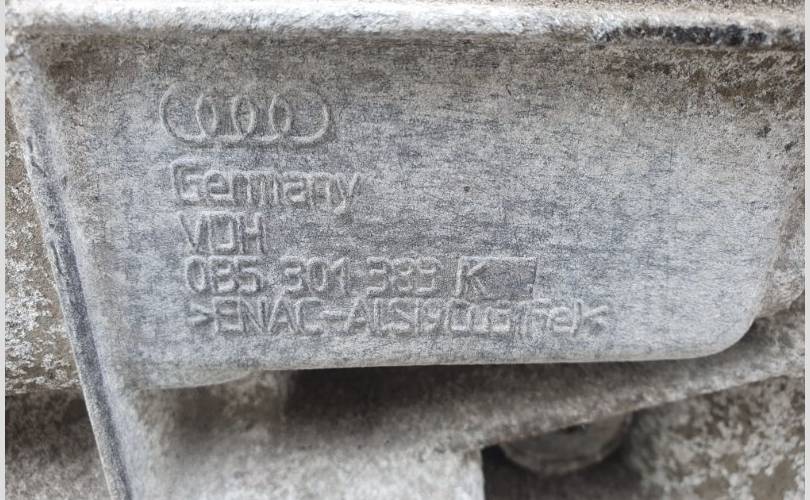 Germany
VDH
0B5 301 383 K
>ENAC-AlSi9Cu3(Fe)<